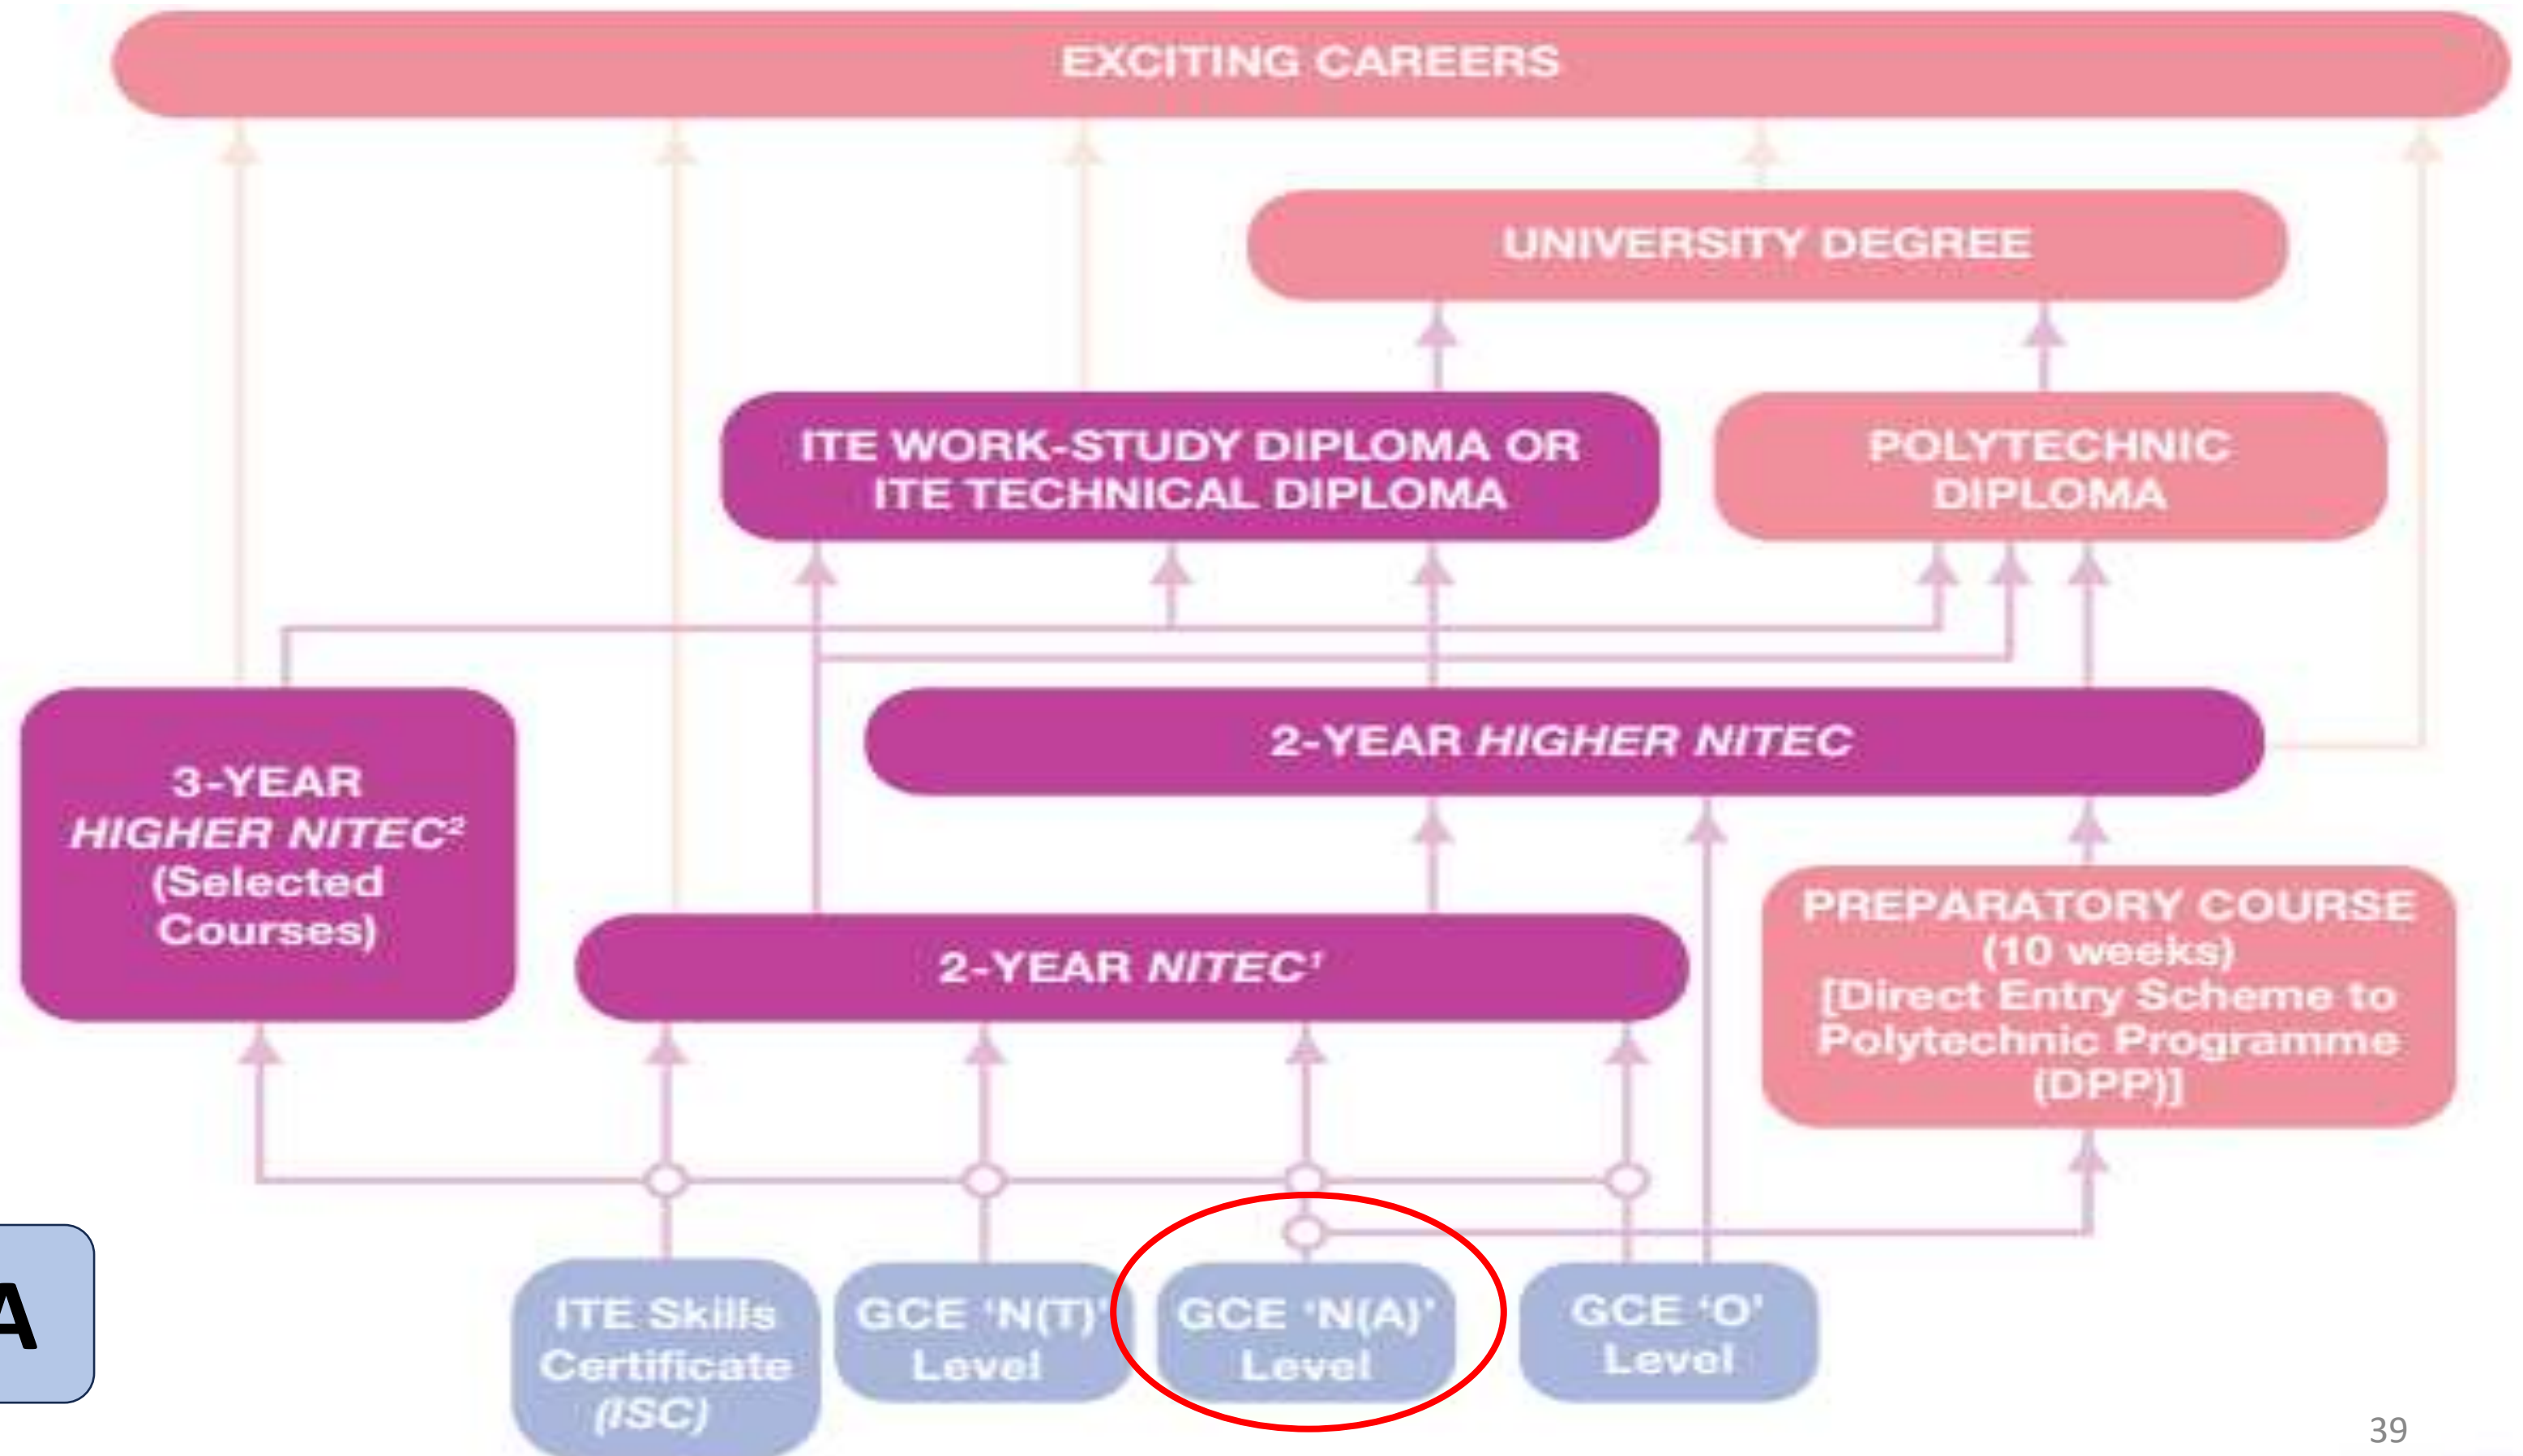 EXCITING CAREERS
UNIVERSITY DEGREE
ITE WORK-STUDY DIPLOMA OR
ITE TECHNICAL DIPLOMA
POLYTECHNIC
DIPLOMA
3-YEAR
HIGHER NITEC²
(Selected
Courses)
2-YEAR HIGHER NITEC
2-YEAR NITEC¹
PREPARATORY COURSE
(10 weeks)
[Direct Entry Scheme to
Polytechnic Programme
(DPP)]
A
ITE Skills
Certificate
(ISC)
GCE ‘N(T)’
Level
GCE ‘N(A)’
Level
GCE ‘O’
Level
39